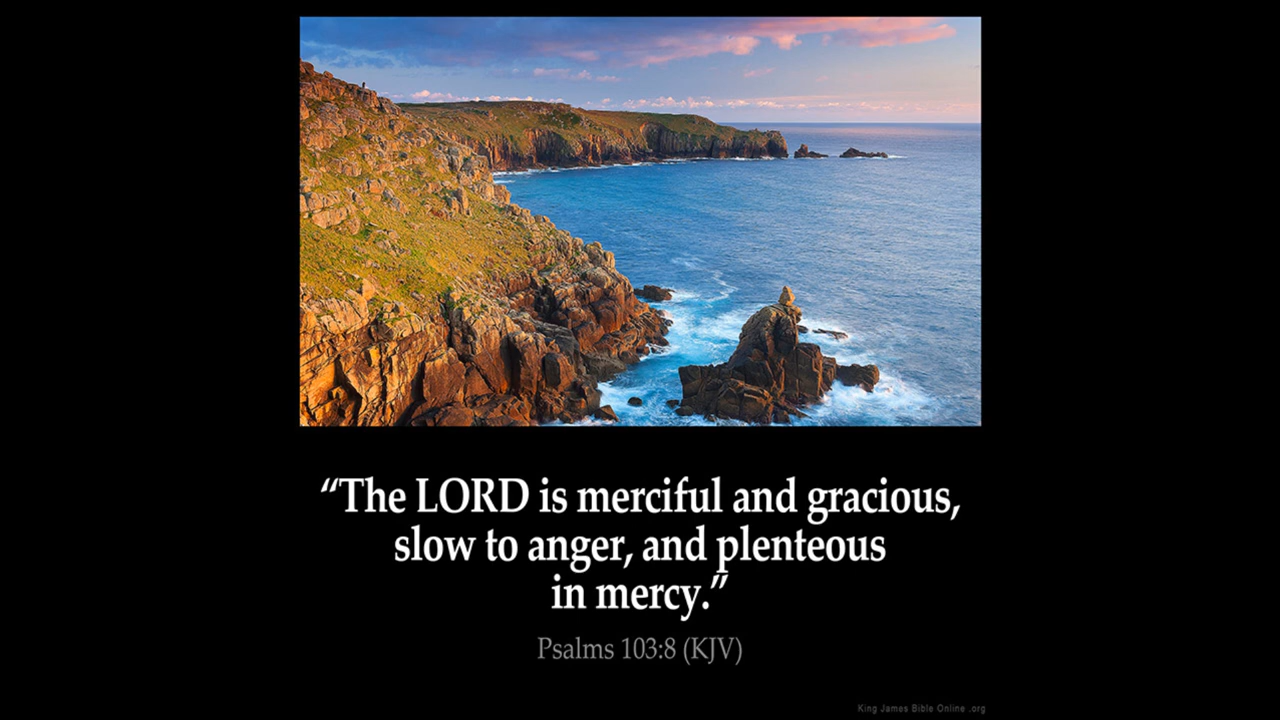 “The LORD is merciful and gracious,
slow to anger, and plenteous
in mercy.”
Psalms 103:8 (KJV)
King James Bible Online .org